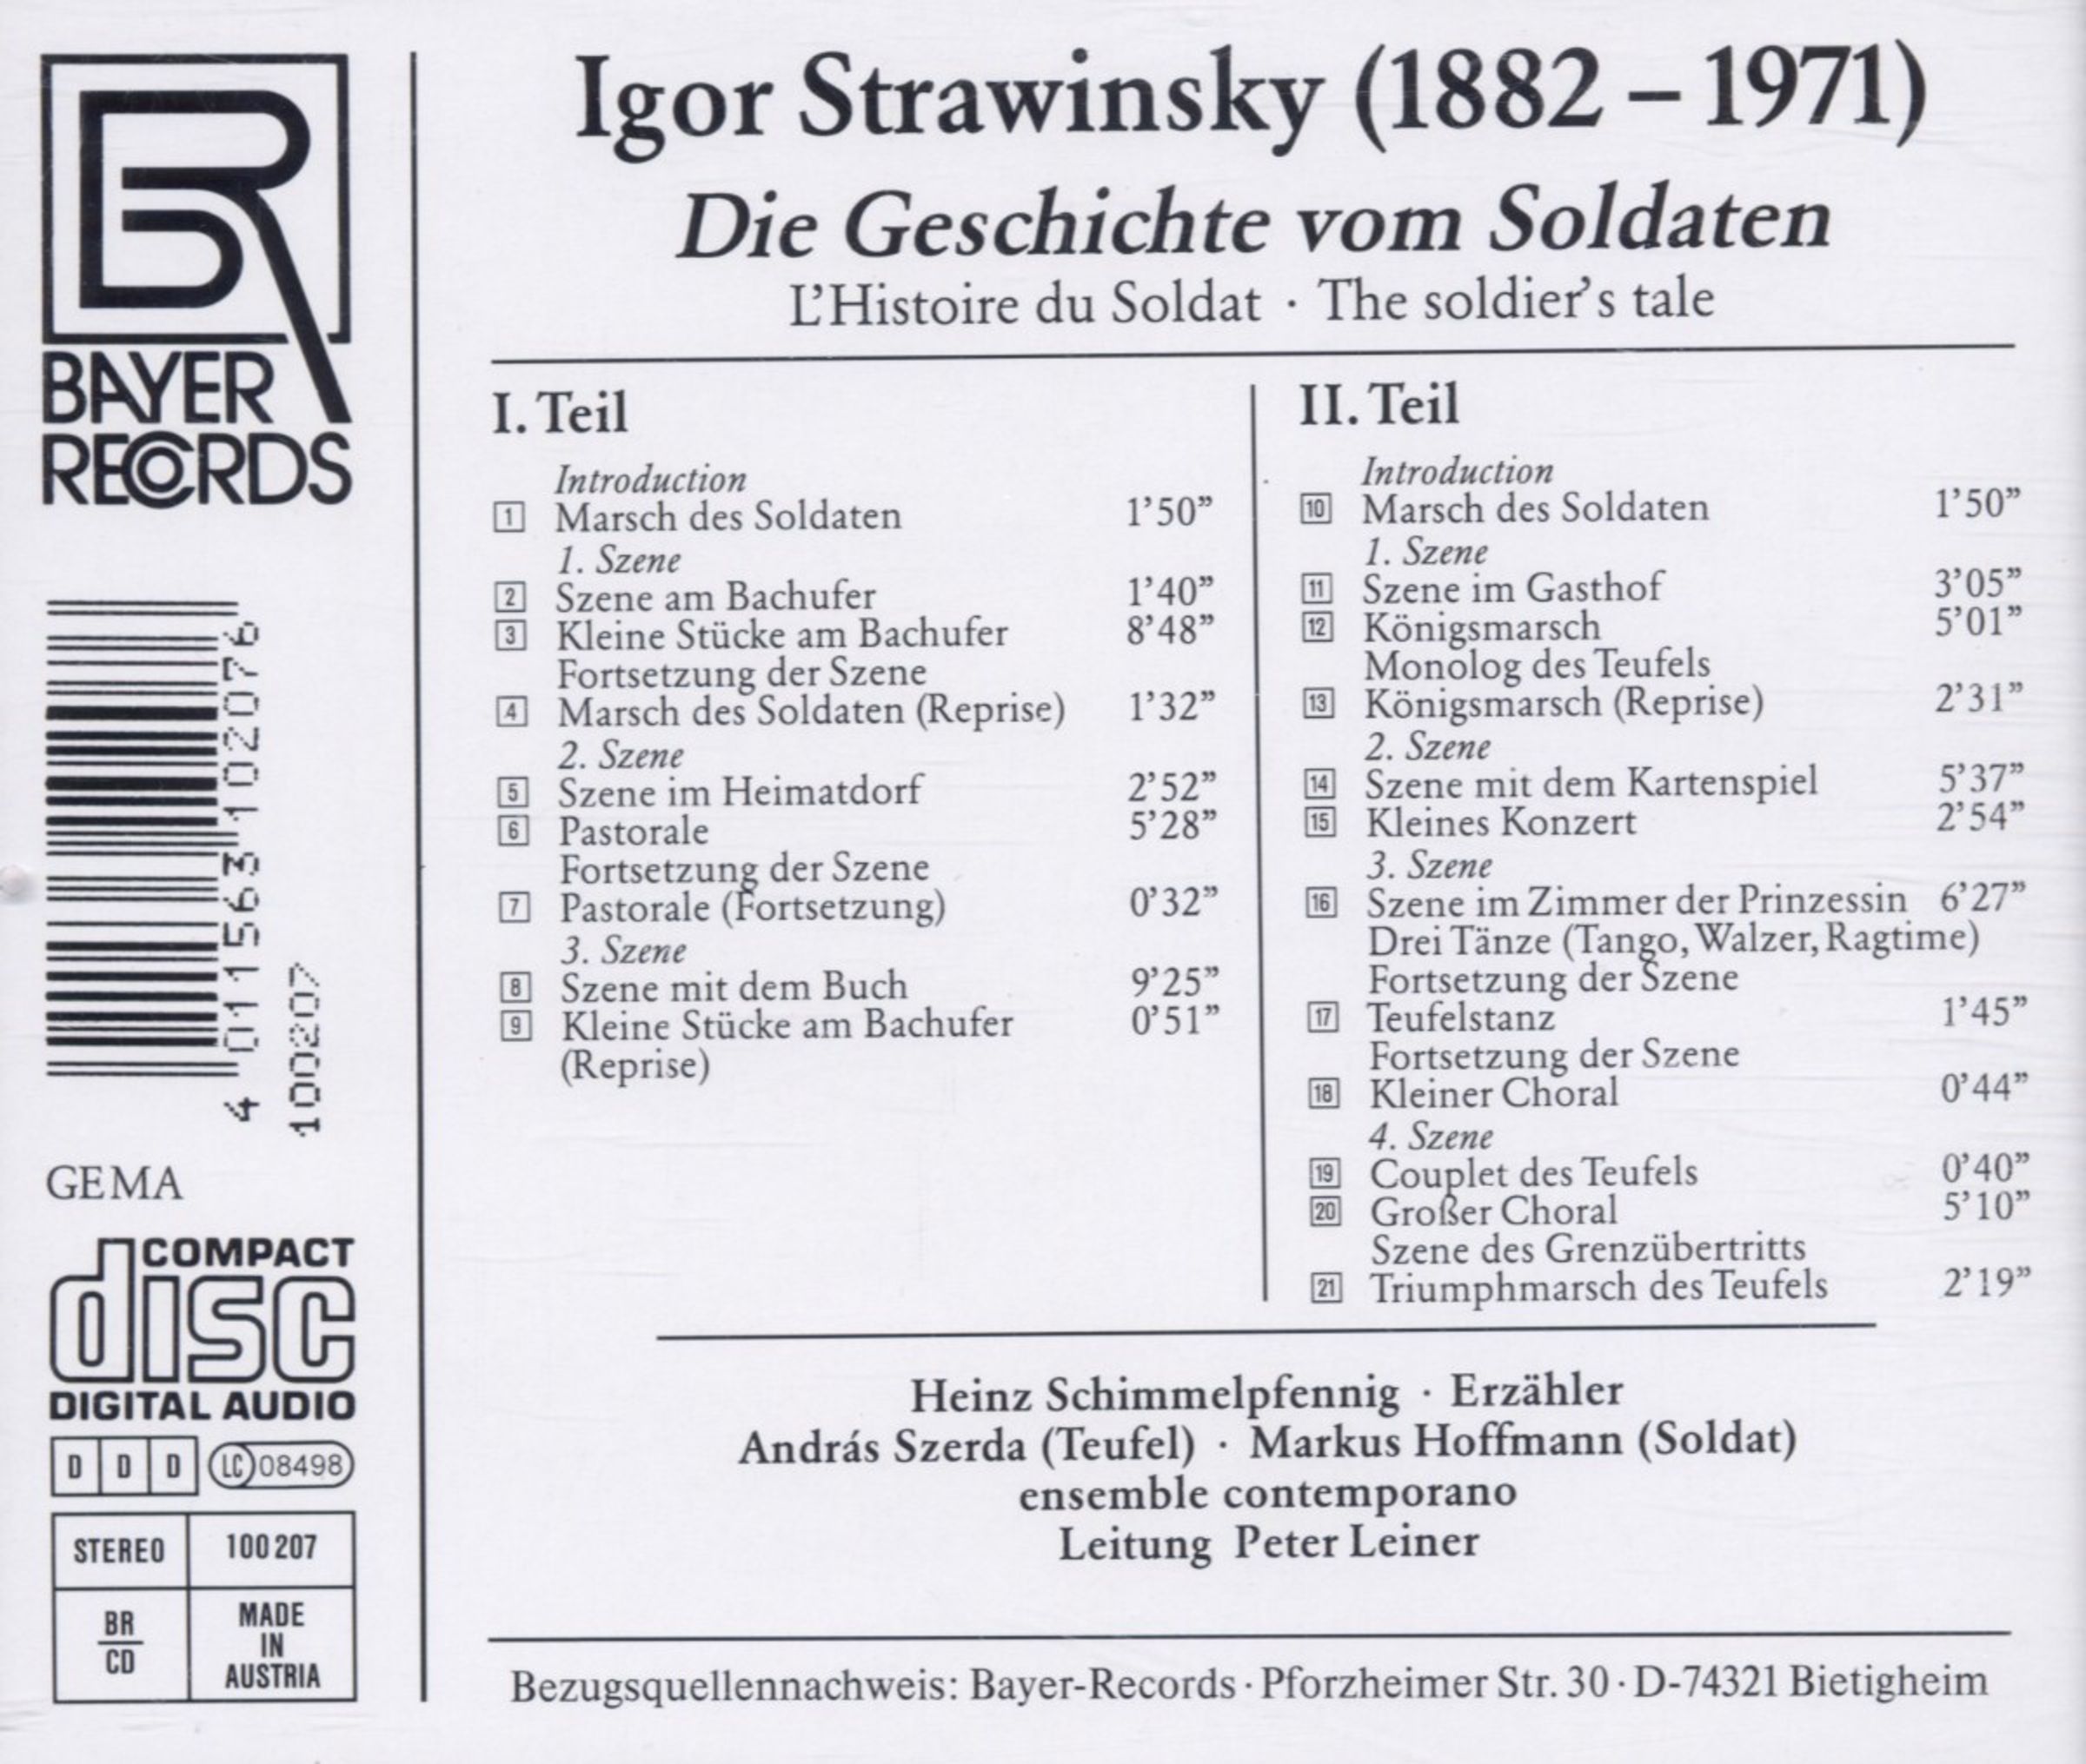 BR
BAYER
RECORDS
4 011563 102076
100207
GEMA
COMPACT
disc
DIGITAL AUDIO
D D D LC 08498
STEREO 100 207
BR
CD
MADE
IN
AUSTRIA
Igor Strawinsky (1882 – 1971)
Die Geschichte vom Soldaten
L’Histoire du Soldat · The soldier’s tale
I. Teil
Introduction
1 Marsch des Soldaten 1’50”
1. Szene
2 Szene am Bachufer 1’40”
3 Kleine Stücke am Bachufer 8’48”
Fortsetzung der Szene
4 Marsch des Soldaten (Reprise) 1’32”
2. Szene
5 Szene im Heimatdorf 2’52”
6 Pastorale 5’28”
Fortsetzung der Szene
7 Pastorale (Fortsetzung) 0’32”
3. Szene
8 Szene mit dem Buch 9’25”
9 Kleine Stücke am Bachufer 0’51”
(Reprise)
II. Teil
Introduction
10 Marsch des Soldaten 1’50”
1. Szene
11 Szene im Gasthof 3’05”
12 Königsmarsch 5’01”
Monolog des Teufels
13 Königsmarsch (Reprise) 2’31”
2. Szene
14 Szene mit dem Kartenspiel 5’37”
15 Kleines Konzert 2’54”
3. Szene
16 Szene im Zimmer der Prinzessin 6’27”
Drei Tänze (Tango, Walzer, Ragtime)
Fortsetzung der Szene
17 Teufelstanz 1’45”
Fortsetzung der Szene
18 Kleiner Choral 0’44”
4. Szene
19 Couplet des Teufels 0’40”
20 Großer Choral 5’10”
Szene des Grenzübertritts
21 Triumphmarsch des Teufels 2’19”
Heinz Schimmelpfennig · Erzähler
András Szerda (Teufel) · Markus Hoffmann (Soldat)
ensemble contemporano
Leitung Peter Leiner
Bezugsquellennachweis: Bayer-Records · Pforzheimer Str. 30 · D-74321 Bietigheim